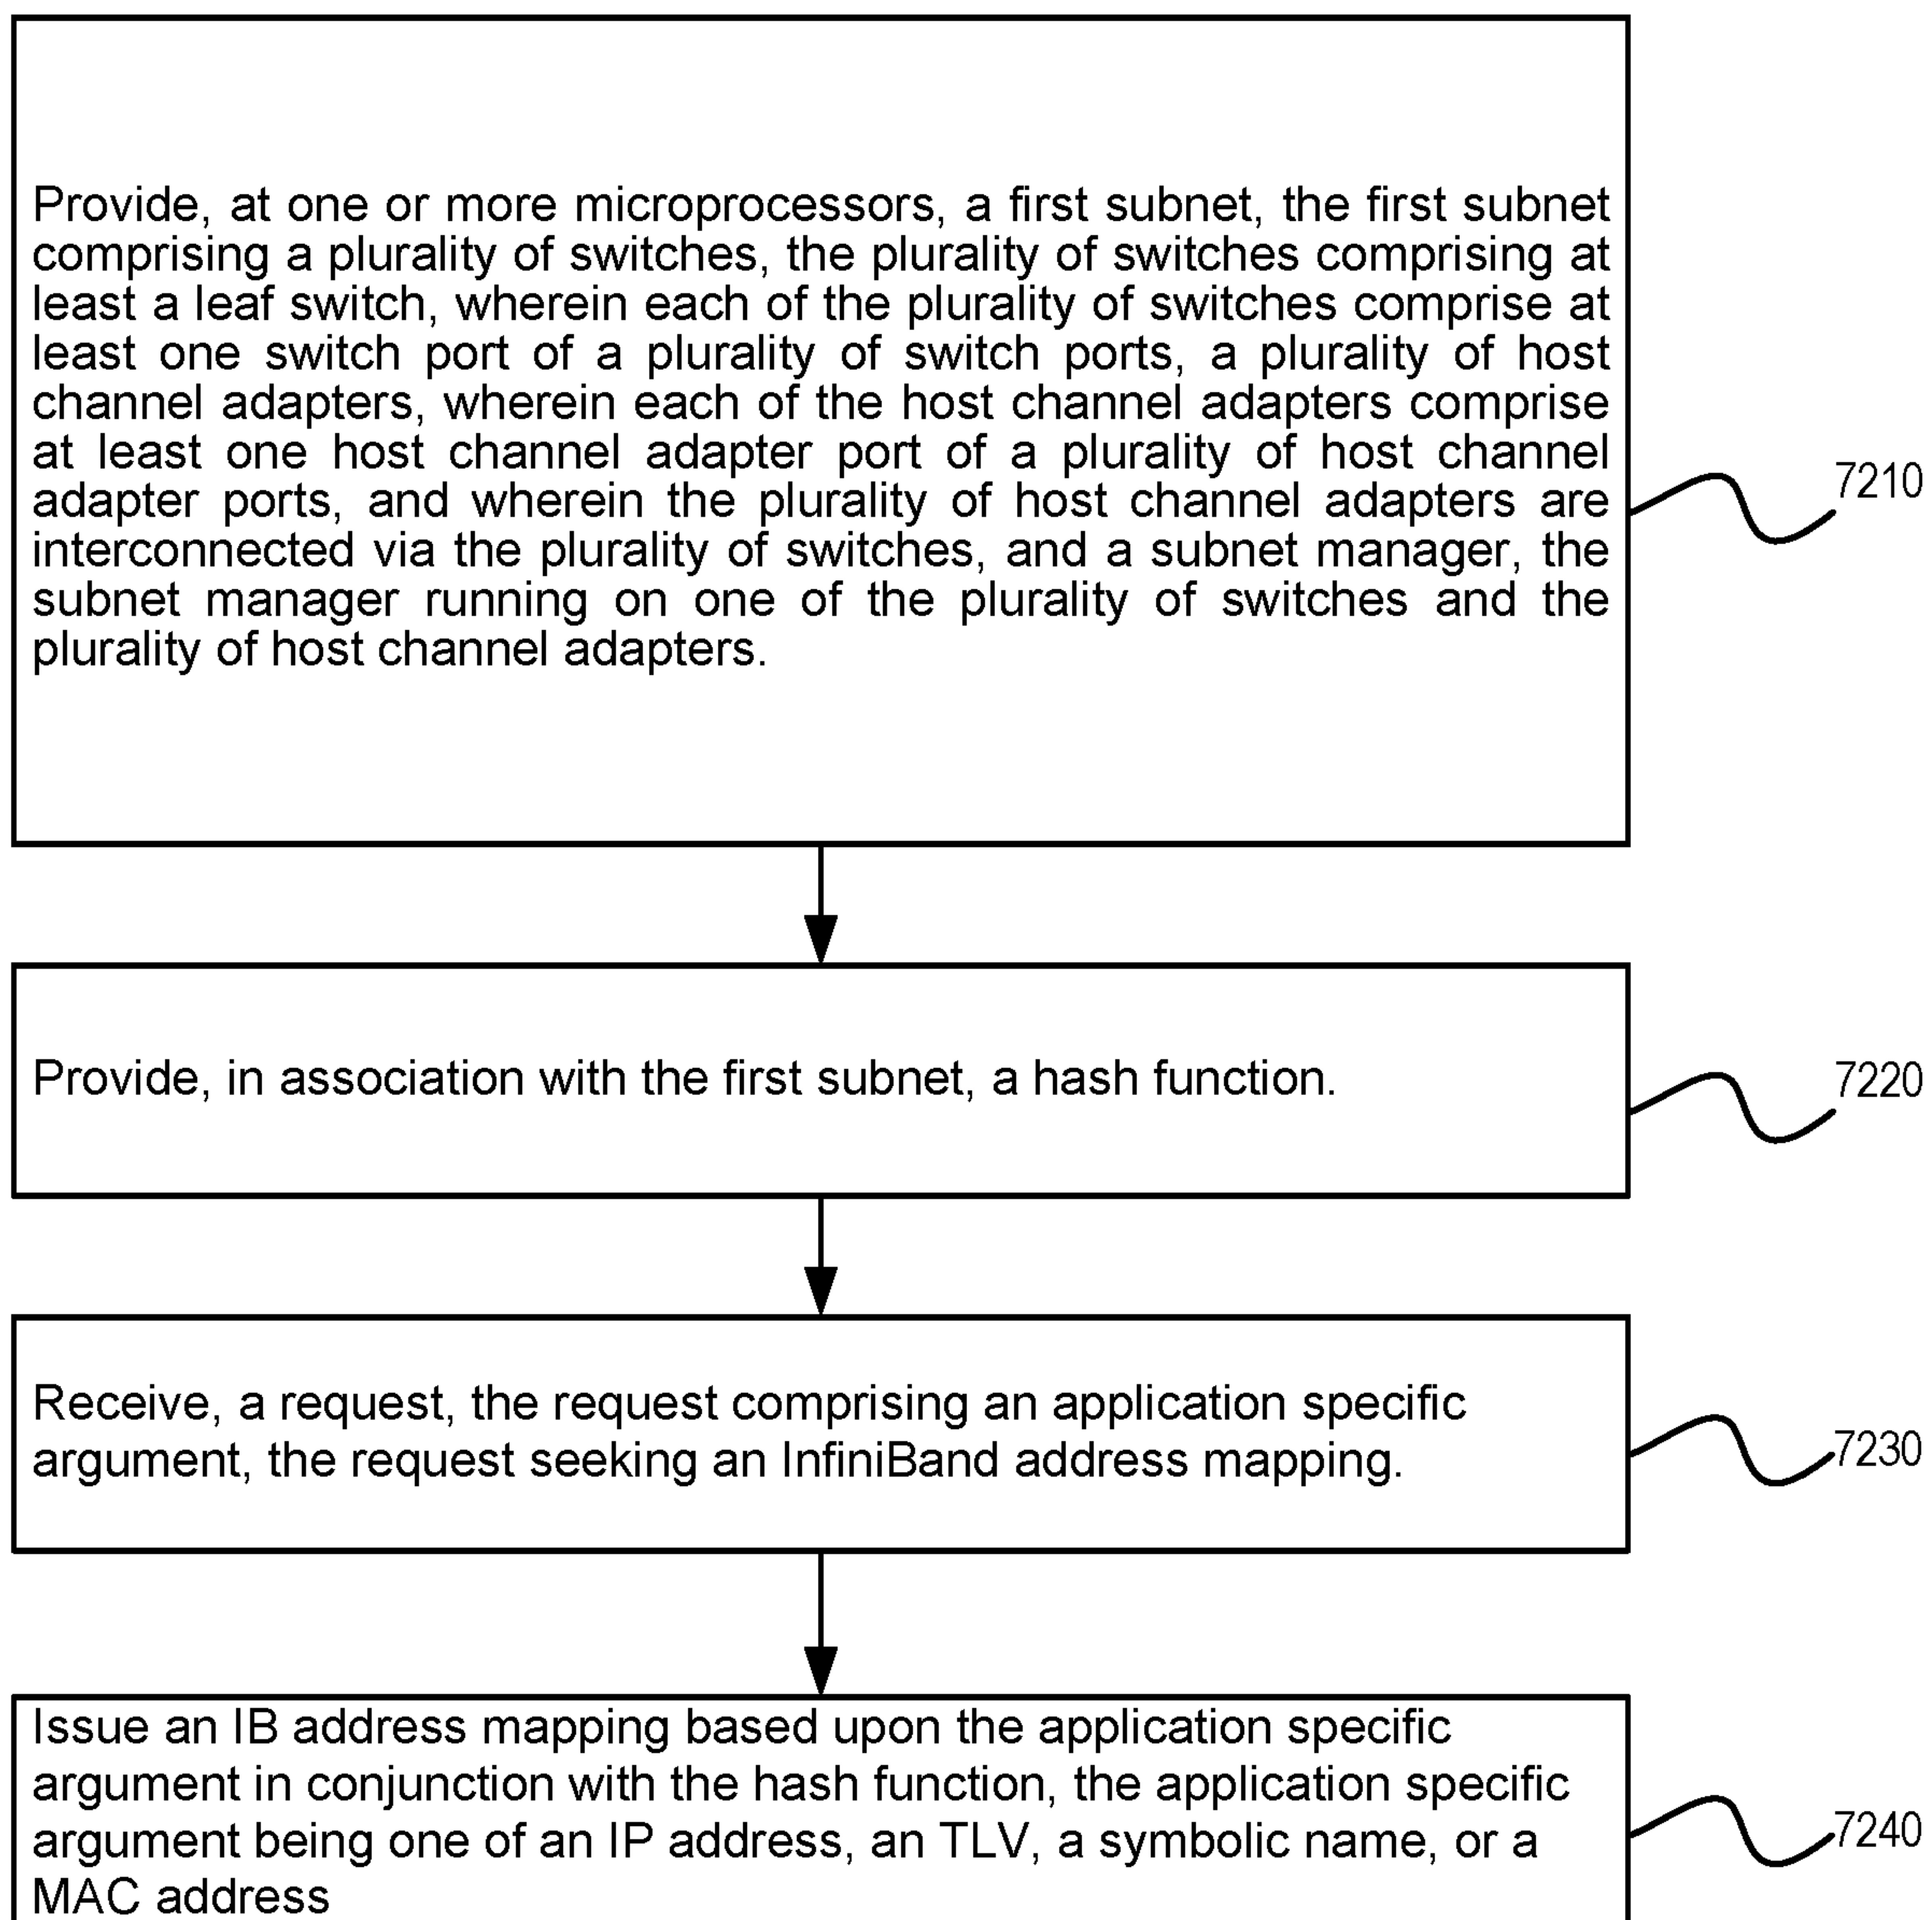 Provide, at one or more microprocessors, a first subnet, the first subnet
comprising a plurality of switches, the plurality of switches comprising at
least a leaf switch, wherein each of the plurality of switches comprise at
least one switch port of a plurality of switch ports, a plurality of host
channel adapters, wherein each of the host channel adapters comprise
at least one host channel adapter port of a plurality of host channel
adapter ports, and wherein the plurality of host channel adapters are
interconnected via the plurality of switches, and a subnet manager, the
subnet manager running on one of the plurality of switches and the
plurality of host channel adapters.
7210
Provide, in association with the first subnet, a hash function.
7220
Receive, a request, the request comprising an application specific
argument, the request seeking an InfiniBand address mapping.
7230
Issue an IB address mapping based upon the application specific
argument in conjunction with the hash function, the application specific
argument being one of an IP address, an TLV, a symbolic name, or a
MAC address
7240